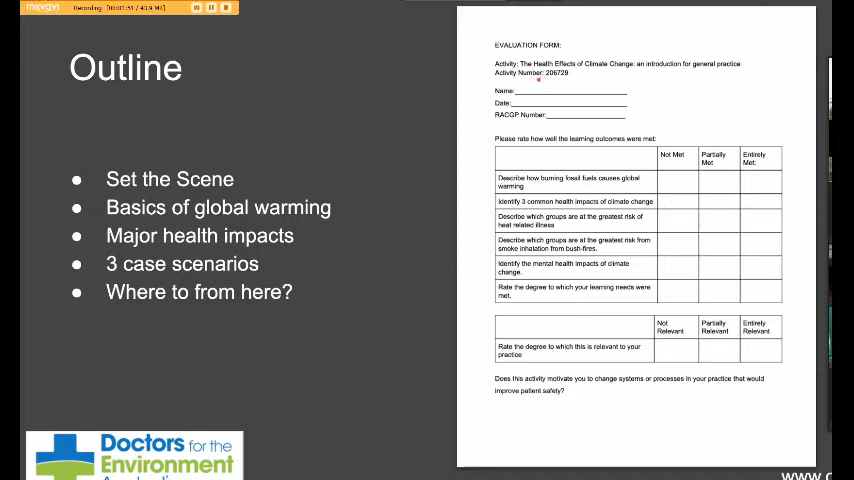 Recording [00:01:51 / 43.9 MB]
Outline
● Set the Scene
● Basics of global warming
● Major health impacts
● 3 case scenarios
● Where to from here?
Doctors for the
Environment
EVALUATION FORM:
Activity: The Health Effects of Climate Change: an introduction for general practice
Activity Number: 206729
Name:
Date:
RACGP Number:
Please rate how well the learning outcomes were met:
Not Met Partially Met Entirely Met:
Describe how burning fossil fuels causes global
warming
Identify 3 common health impacts of climate change
Describe which groups are at the greatest risk of
heat related illness
Describe which groups are at the greatest risk from
smoke inhalation from bush-fires.
Identify the mental health impacts of climate
change.
Rate the degree to which your learning needs were
met.
Not Relevant Partially Relevant Entirely Relevant
Rate the degree to which this is relevant to your
practice
Does this activity motivate you to change systems or processes in your practice that would
improve patient safety?